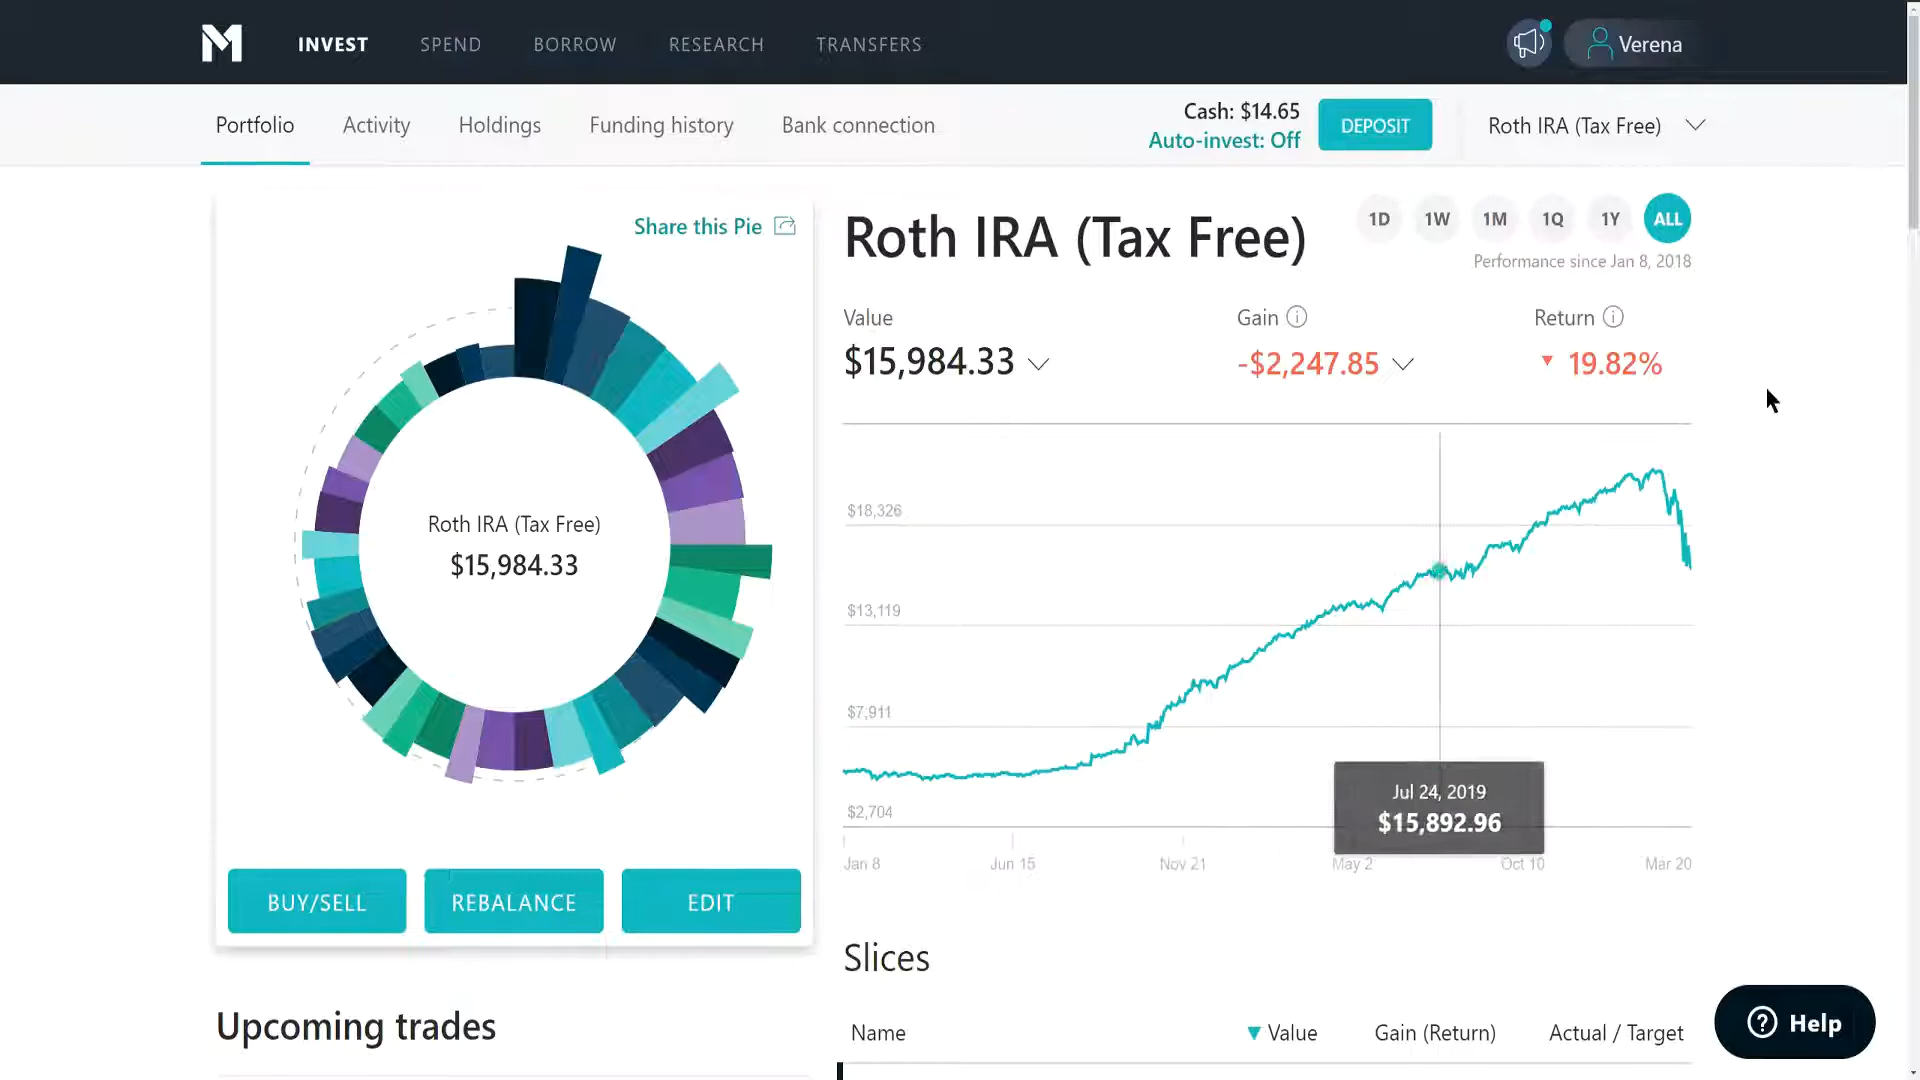 M INVEST SPEND BORROW RESEARCH TRANSFERS Verena
Portfolio Activity Holdings Funding history Bank connection
Cash: $14.65
Auto-invest: Off
DEPOSIT
Roth IRA (Tax Free)
Share this Pie
Roth IRA (Tax Free)
$15,984.33
BUY/SELL REBALANCE EDIT
Upcoming trades
Roth IRA (Tax Free)
1D 1W 1M 1Q 1Y ALL
Performance since Jan 8, 2018
Value Gain Return
$15,984.33 -$2,247.85 19.82%
$18,326
$13,119
$7,911
$2,704
Jul 24, 2019
$15,892.96
Jan 8 Jun 15 Nov 21 May 2 Oct 10 Mar 20
Slices
Name Value Gain (Return) Actual / Target
? Help